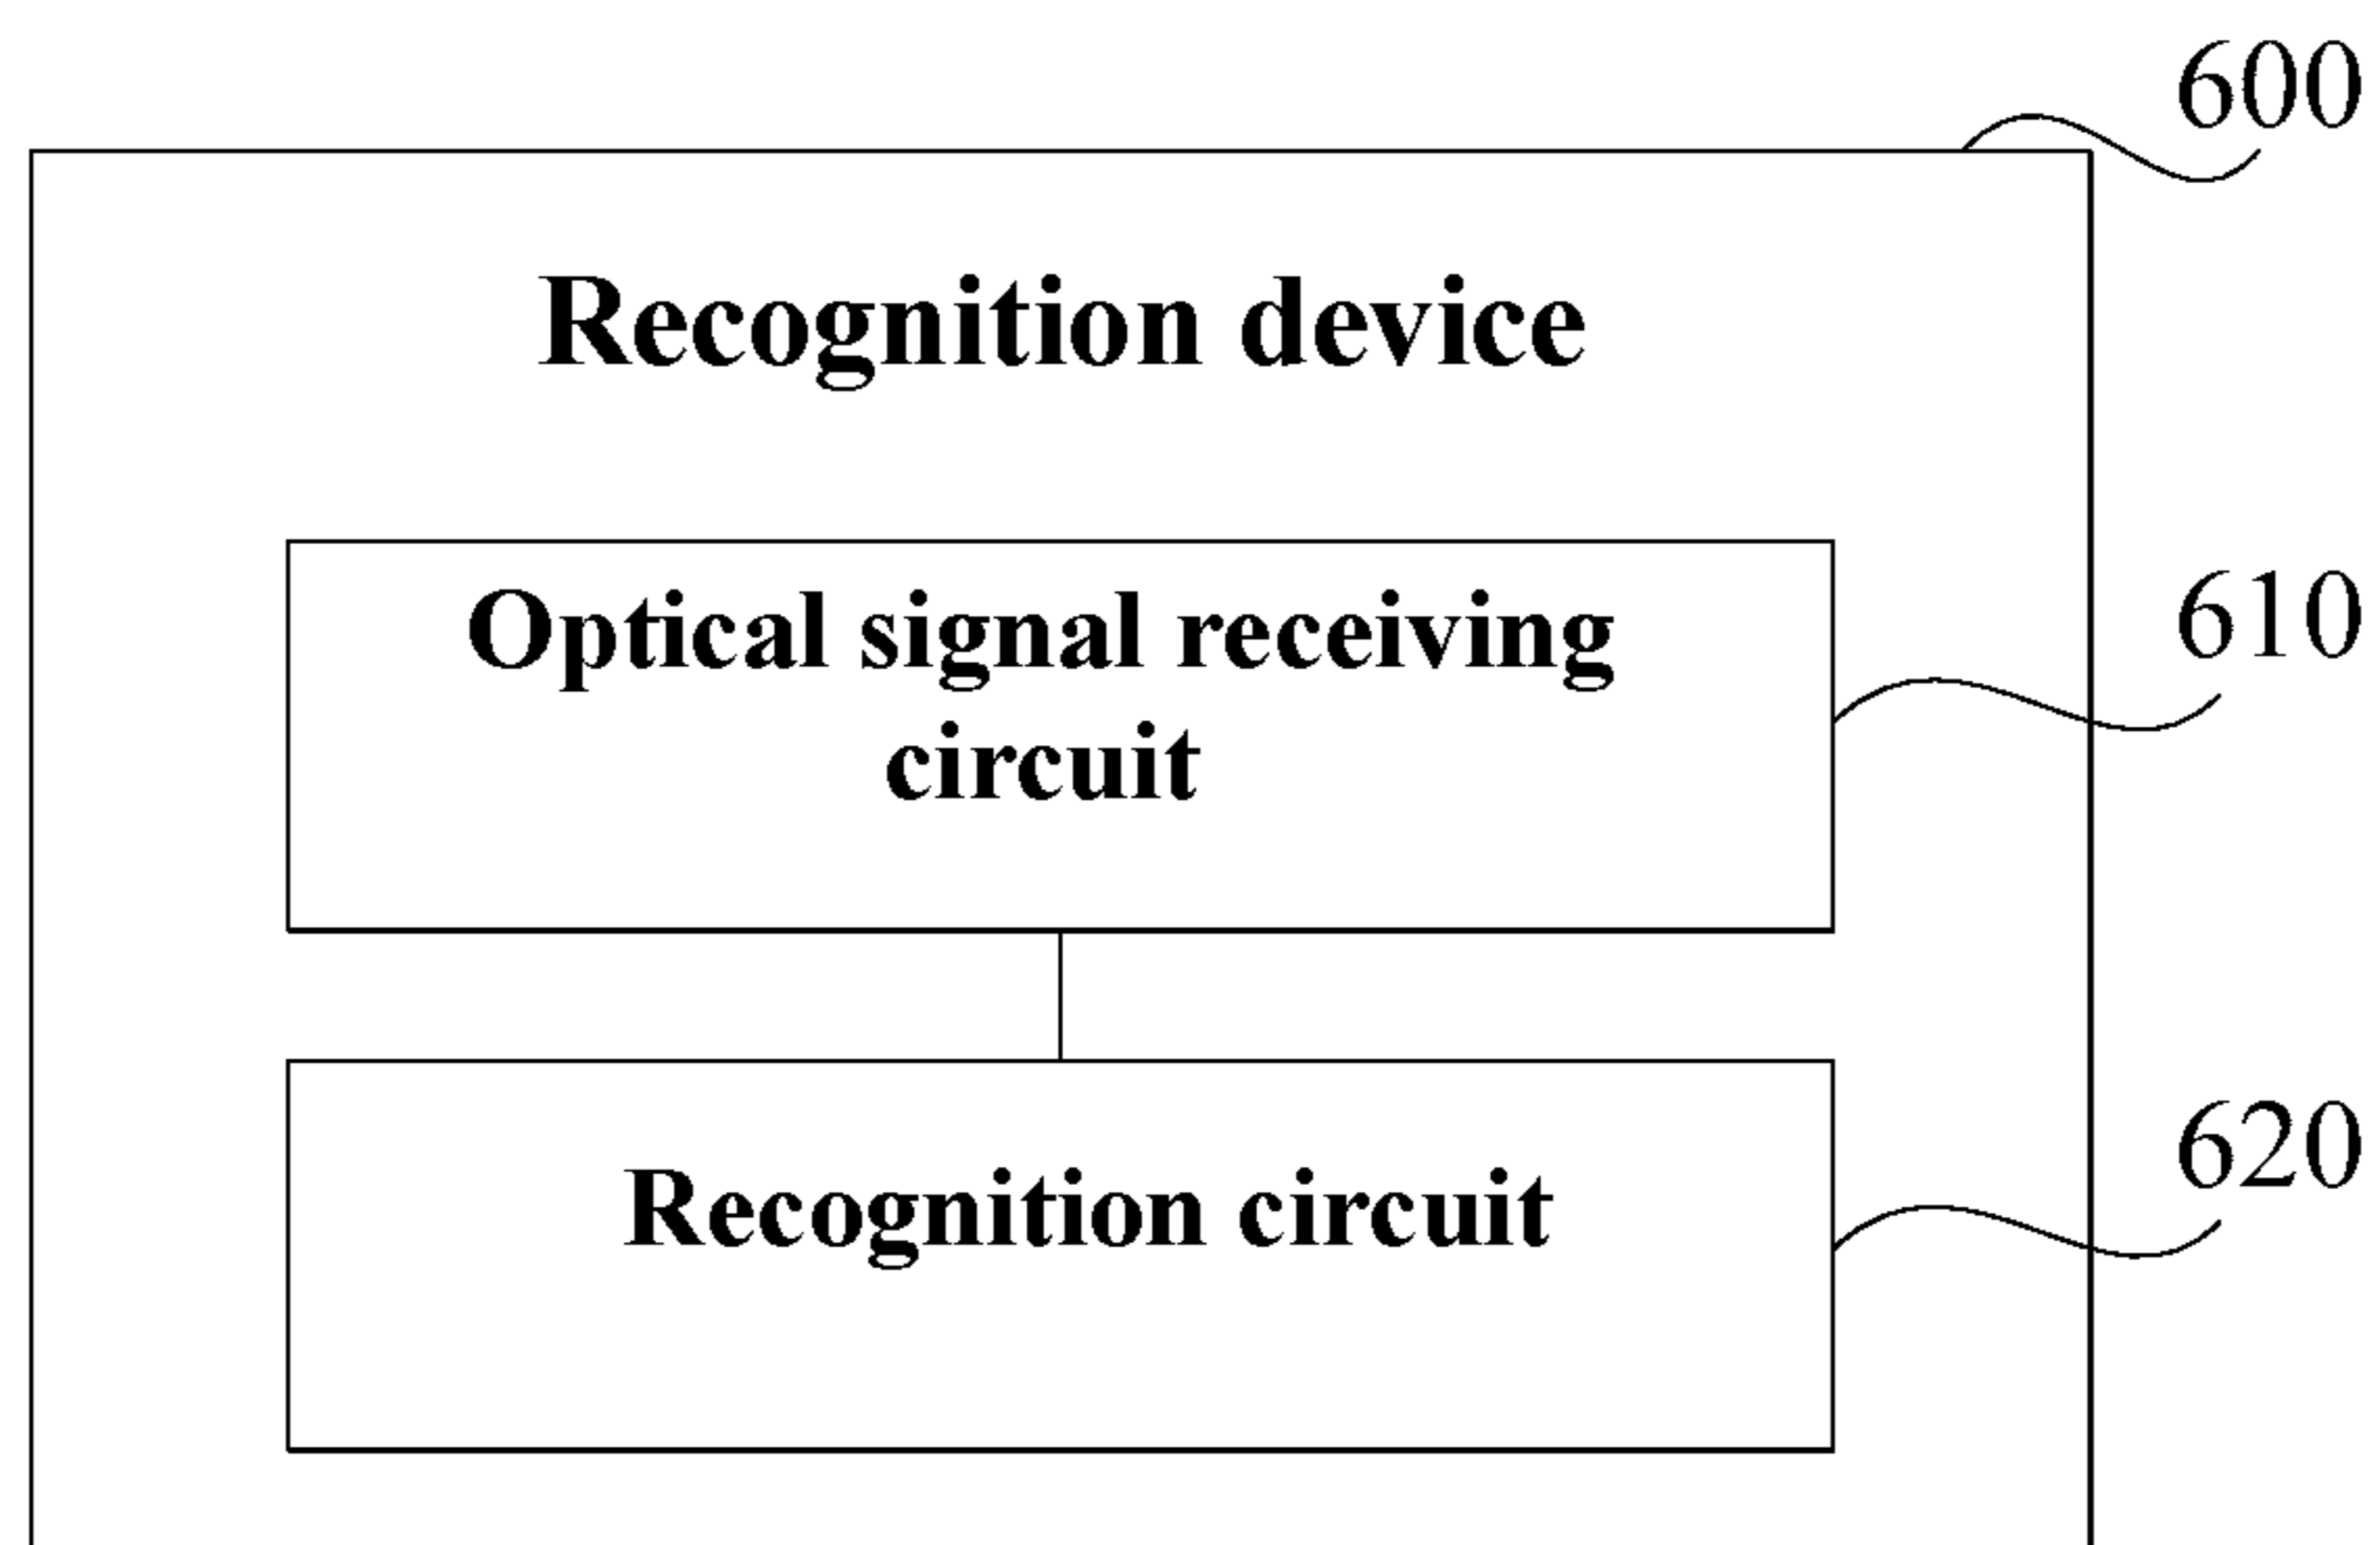 600
Recognition device
Optical signal receiving
circuit
610
Recognition circuit
620